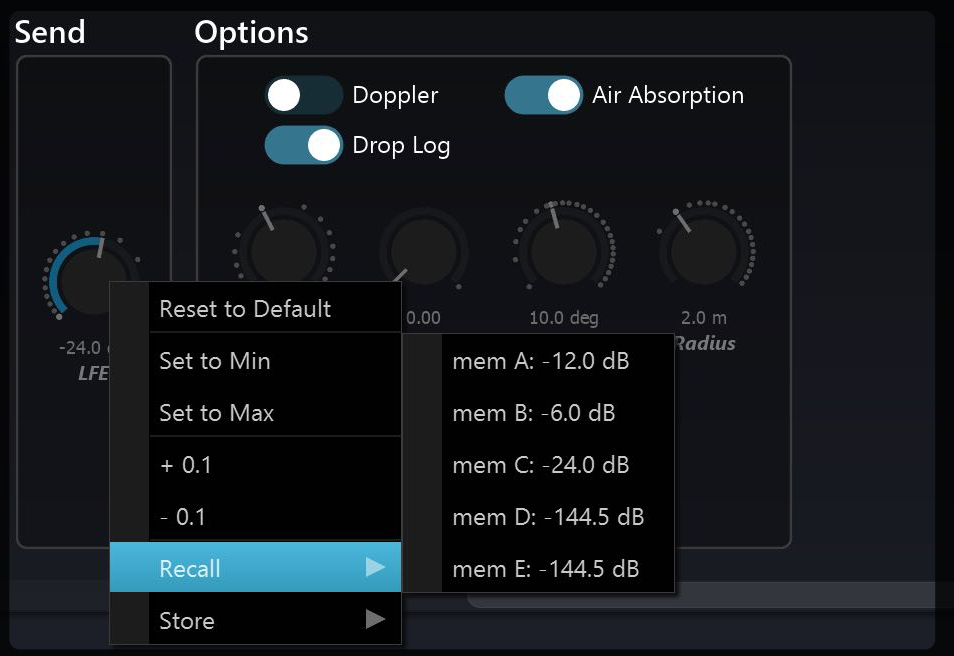 Send
Options
Doppler
Air Absorption
Drop Log
-24.0
0.00
10.0 deg
2.0 m
LFE
Radius
Reset to Default
Set to Min
Set to Max
+ 0.1
- 0.1
Recall
Store
mem A: -12.0 dB
mem B: -6.0 dB
mem C: -24.0 dB
mem D: -144.5 dB
mem E: -144.5 dB